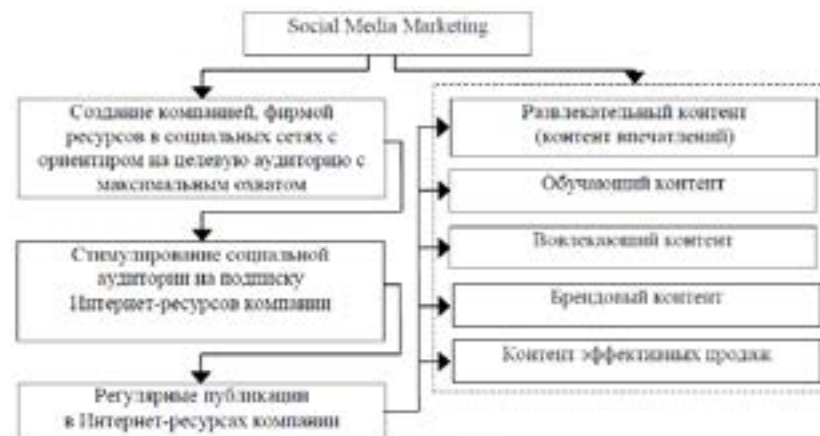 Social Media Marketing
Создание компанией, фирмой
ресурсов в социальных сетях с
ориентиром на целевую аудиторию с
максимальным охватом
Стимулирование социальной
аудитории на подписку
Интернет-ресурсов компании
Регулярные публикации
в Интернет-ресурсах компании
Развлекательный контент
(контент впечатлений)
Обучающий контент
Вовлекающий контент
Брендовый контент
Контент эффективных продаж